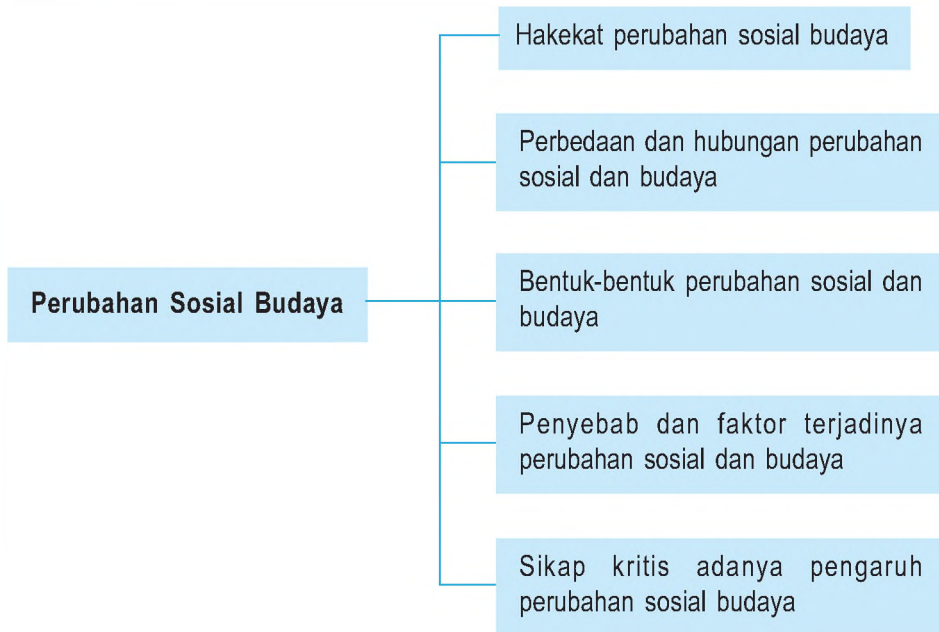 Hakekat perubahan sosial budaya
Perbedaan dan hubungan perubahan
sosial dan budaya
Perubahan Sosial Budaya
Bentuk-bentuk perubahan sosial dan
budaya
Penyebab dan faktor terjadinya
perubahan sosial dan budaya
Sikap kritis adanya pengaruh
perubahan sosial budaya